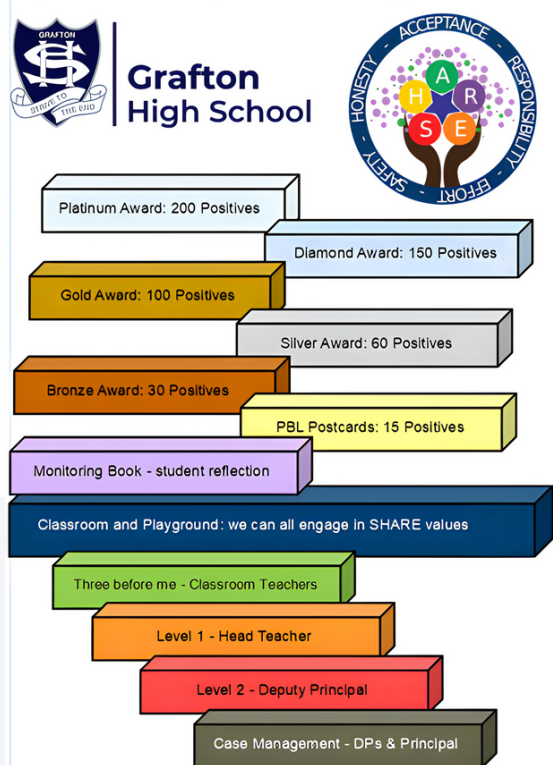 GRAFTON
STRIVE TO
THE END
Grafton
High School
HONESTY - ACCEPTANCE - RESPONSIBILITY - EFFORT - SAFETY -
S H A R E
Platinum Award: 200 Positives
Diamond Award: 150 Positives
Gold Award: 100 Positives
Silver Award: 60 Positives
Bronze Award: 30 Positives
PBL Postcards: 15 Positives
Monitoring Book - student reflection
Classroom and Playground: we can all engage in SHARE values
Three before me - Classroom Teachers
Level 1 - Head Teacher
Level 2 - Deputy Principal
Case Management - DPs & Principal